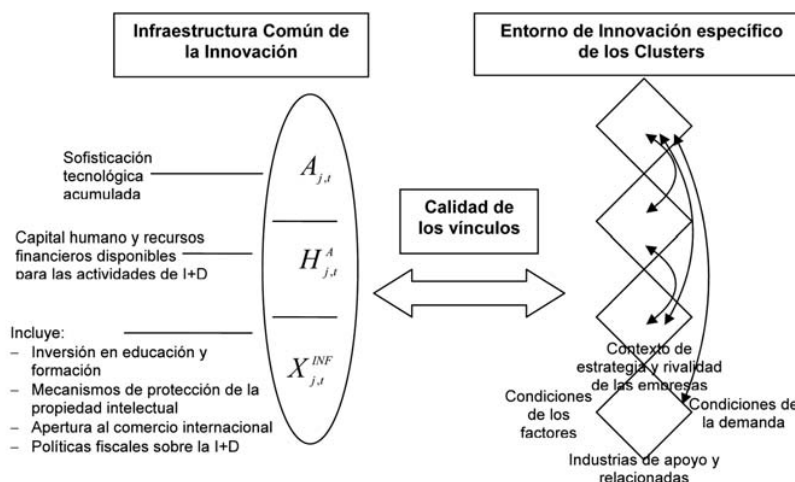 Infraestructura Común de
la Innovación
Entorno de Innovación específico
de los Clusters
Sofisticación
tecnológica
acumulada
A j,t
Capital humano y recursos
financieros disponibles
para las actividades de I+D
H A j,t
Incluye:
– Inversión en educación y
formación
– Mecanismos de protección de la
propiedad intelectual
– Apertura al comercio internacional
– Políticas fiscales sobre la I+D
X INF j,t
Calidad de
los vínculos
Contexto de
estrategia y rivalidad
de las empresas
Condiciones
de los
factores
Condiciones de
la demanda
Industrias de apoyo y
relacionadas